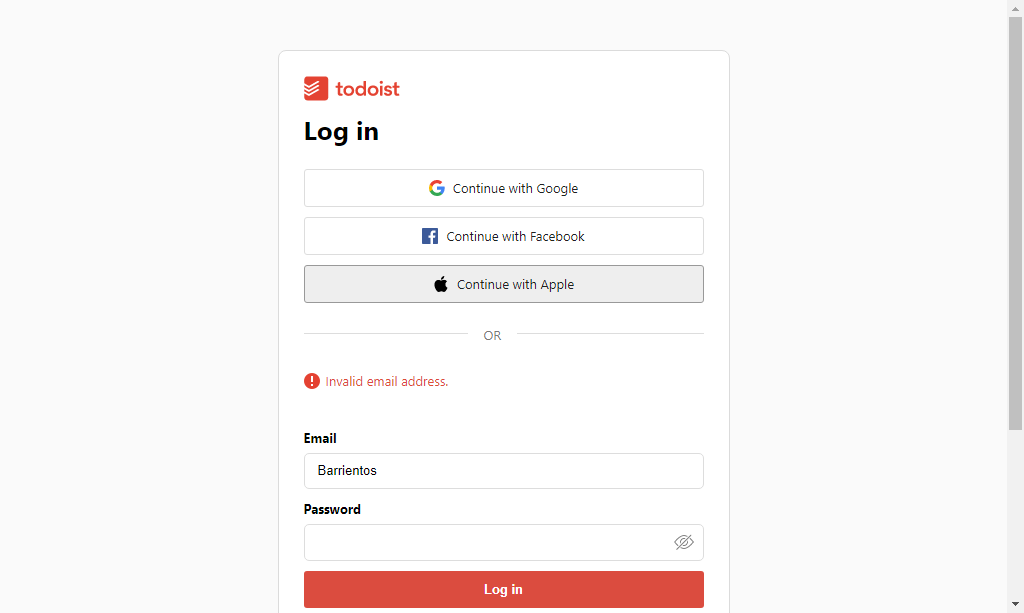 todoist
Log in
Continue with Google
Continue with Facebook
Continue with Apple
OR
Invalid email address.
Email
Barrientos
Password
Log in